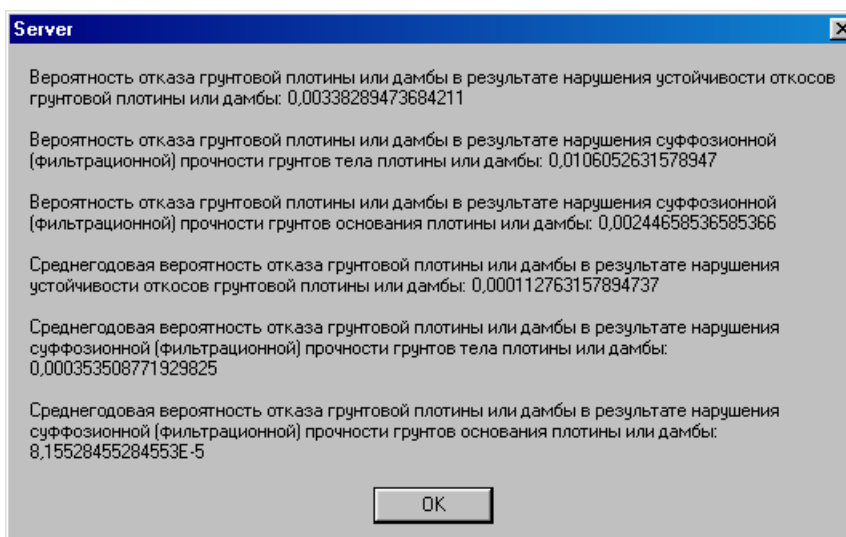 Server
Вероятность отказа грунтовой плотины или дамбы в результате нарушения устойчивости откосов
грунтовой плотины или дамбы: 0,00338289473684211
Вероятность отказа грунтовой плотины или дамбы в результате нарушения суффозионной
(фильтрационной) прочности грунтов тела плотины или дамбы: 0,0106052631578947
Вероятность отказа грунтовой плотины или дамбы в результате нарушения суффозионной
(фильтрационной) прочности грунтов основания плотины или дамбы: 0,00244658536585366
Среднегодовая вероятность отказа грунтовой плотины или дамбы в результате нарушения
устойчивости откосов грунтовой плотины или дамбы: 0,000112763157894737
Среднегодовая вероятность отказа грунтовой плотины или дамбы в результате нарушения
суффозионной (фильтрационной) прочности грунтов тела плотины или дамбы:
0,000353508771929825
Среднегодовая вероятность отказа грунтовой плотины или дамбы в результате нарушения
суффозионной (фильтрационной) прочности грунтов основания плотины или дамбы:
8,15528455284553E-5
OK